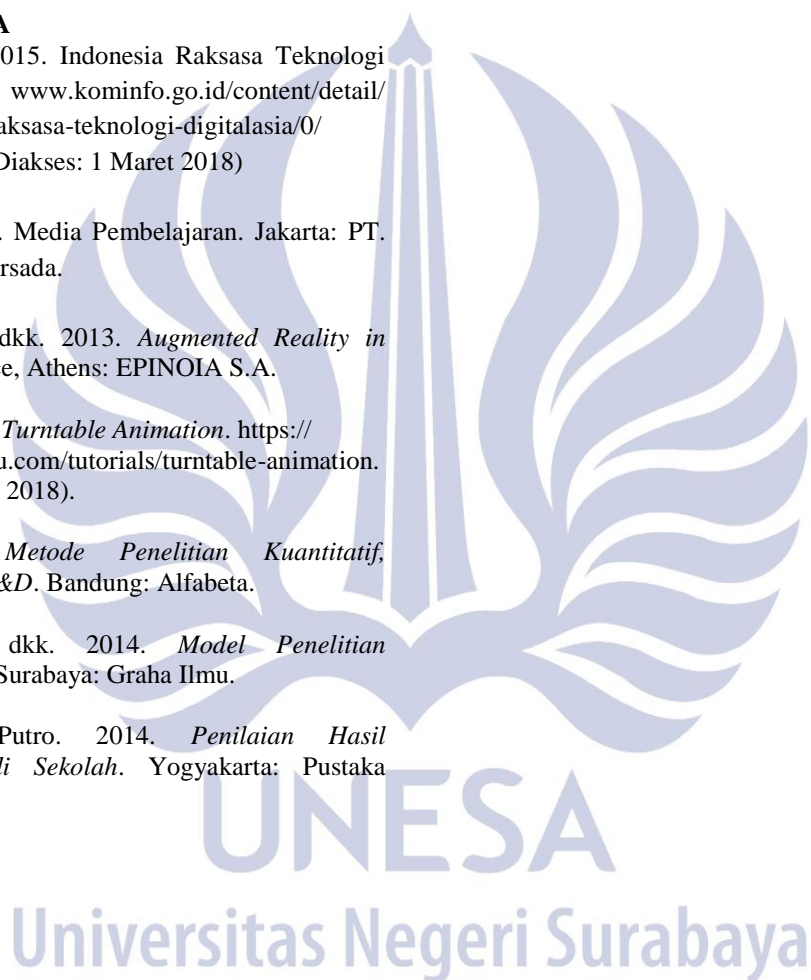 A
015. Indonesia Raksasa Teknologi
www.kominfo.go.id/content/detail/
aksasa-teknologi-digitalasia/0/
Diakses: 1 Maret 2018)
. Media Pembelajaran. Jakarta: PT.
rsada.
dkk. 2013. Augmented Reality in
ce, Athens: EPINOIA S.A.
Turntable Animation. https://
u.com/tutorials/turntable-animation.
2018).
Metode Penelitian Kuantitatif,
&D. Bandung: Alfabeta.
dkk. 2014. Model Penelitian
Surabaya: Graha Ilmu.
Putro. 2014. Penilaian Hasil
di Sekolah. Yogyakarta: Pustaka
UNESA
Universitas Negeri Surabaya